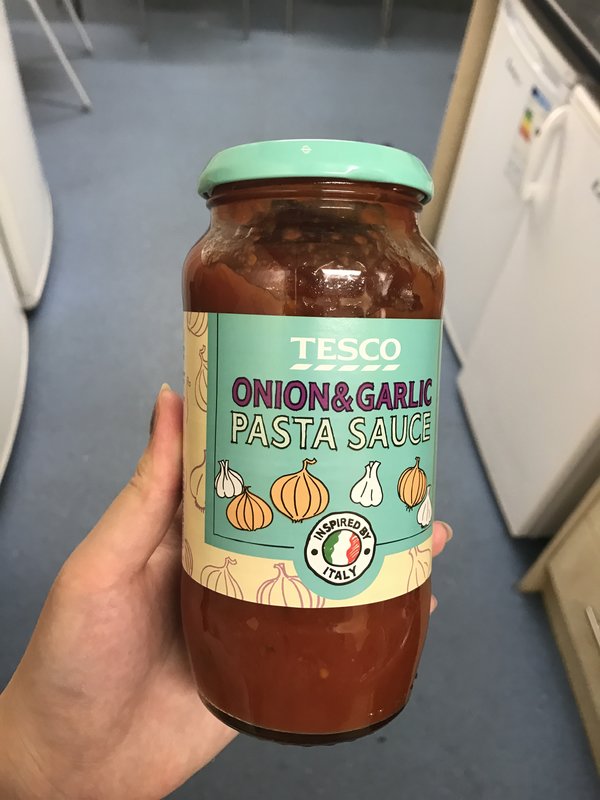 TESCO
ONION & GARLIC
PASTA SAUCE
INSPIRED BY
ITALY